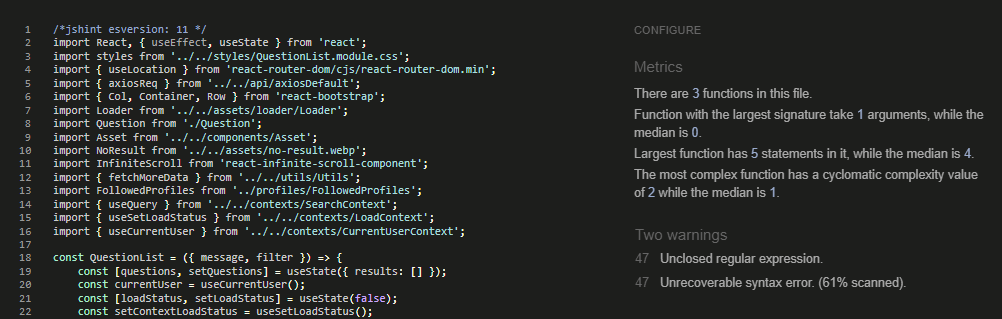 1 /*jshint esversion: 11 */
2 import React, { useEffect, useState } from 'react';
3 import styles from '../../styles/QuestionList.module.css';
4 import { useLocation } from 'react-router-dom/cjs/react-router-dom.min';
5 import { axiosReq } from '../../api/axiosDefault';
6 import { Col, Container, Row } from 'react-bootstrap';
7 import Loader from '../../assets/loader/Loader';
8 import Question from './Question';
9 import Asset from '../../components/Asset';
10 import NoResult from '../../assets/no-result.webp';
11 import InfiniteScroll from 'react-infinite-scroll-component';
12 import { fetchMoreData } from '../../utils/Utils';
13 import FollowedProfiles from '../profiles/FollowedProfiles';
14 import { useQuery } from '../../contexts/SearchContext';
15 import { useSetLoadStatus } from '../../contexts/LoadContext';
16 import { useCurrentUser } from '../../contexts/CurrentUserContext';
17
18 const QuestionList = ({ message, filter }) => {
19 const [questions, setQuestions] = useState({ results: [] });
20 const currentUser = useCurrentUser();
21 const [loadStatus, setLoadStatus] = useState(false);
22 const setContextLoadStatus = useSetLoadStatus();
CONFIGURE
Metrics
There are 3 functions in this file.
Function with the largest signature take 1 arguments, while the
median is 0.
Largest function has 5 statements in it, while the median is 4.
The most complex function has a cyclomatic complexity value
of 2 while the median is 1.
Two warnings
47 Unclosed regular expression.
47 Unrecoverable syntax error. (61% scanned).